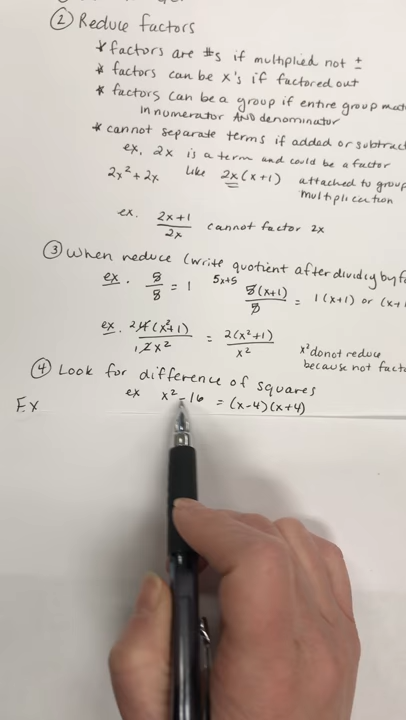 ② Reduce factors
* factors are #s if multiplied not ±
* factors can be x's if factored out
* factors can be a group if entire group
in numerator AND denominator
* cannot separate terms if added or
ex, 2x is a term and could be a factor
2x² + 2x like 2x(x+1) attached to group
multiplication
ex. 2x+1/2x cannot factor 2x
③ When reduce (write quotient after dividing by
ex. 8/8 = 1 5x+5 5(x+1)/5 = 1(x+1) or
ex. 4(x²+1)/2x² = 2(x²+1)/x² x² do not reduce
because not
④ Look for difference of squares
ex x²-16 = (x-4)(x+4)
Ex